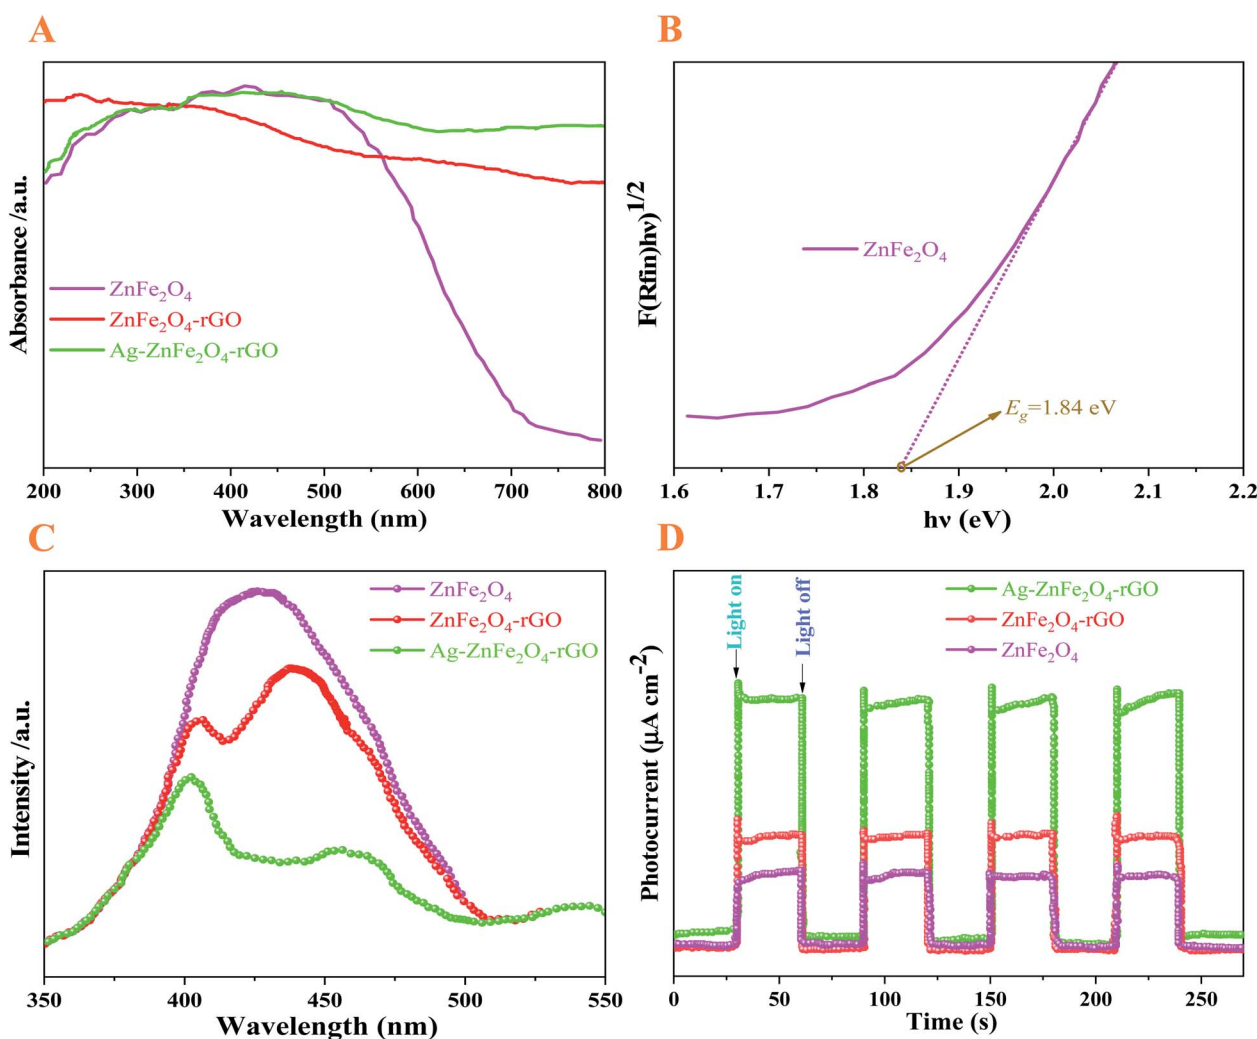 A
Absorbance /a.u.
ZnFe₂O₄
ZnFe₂O₄-rGO
Ag-ZnFe₂O₄-rGO
200 300 400 500 600 700 800
Wavelength (nm)
B
F(Rfin)hν)^1/2
ZnFe₂O₄
E_g=1.84 eV
1.6 1.7 1.8 1.9 2.0 2.1 2.2
hν (eV)
C
Intensity /a.u.
ZnFe₂O₄
ZnFe₂O₄-rGO
Ag-ZnFe₂O₄-rGO
350 400 450 500 550
Wavelength (nm)
D
Photocurrent (μA cm⁻²)
Light on
Light off
Ag-ZnFe₂O₄-rGO
ZnFe₂O₄-rGO
ZnFe₂O₄
0 50 100 150 200 250
Time (s)